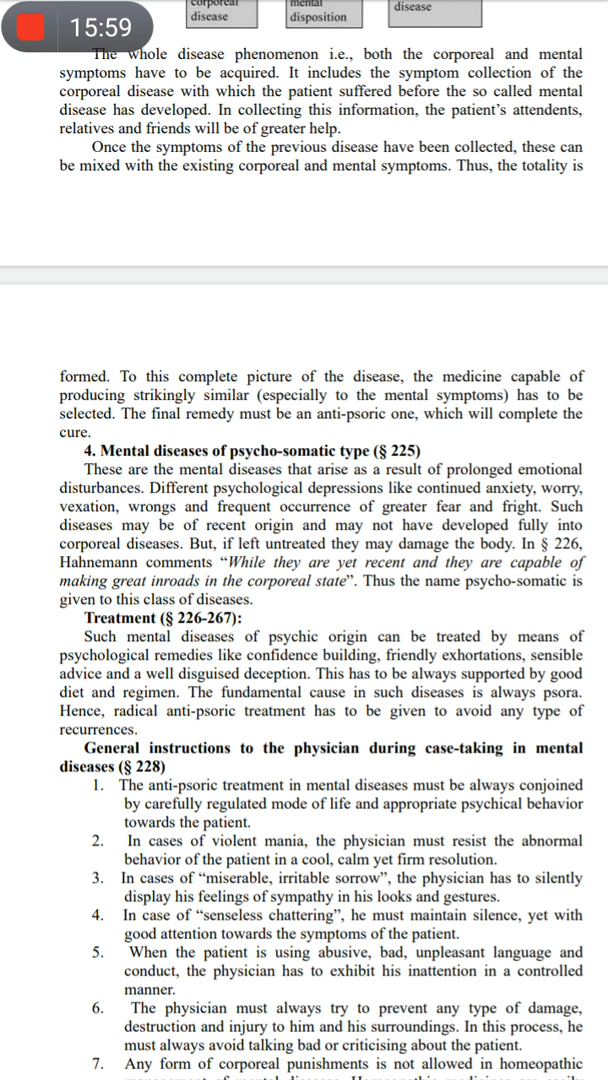 15:59
corporeal
disease
mental
disposition
disease
The whole disease phenomenon i.e., both the corporeal and mental
symptoms have to be acquired. It includes the symptom collection of the
corporeal disease with which the patient suffered before the so called mental
disease has developed. In collecting this information, the patient's attendents,
relatives and friends will be of greater help.
Once the symptoms of the previous disease have been collected, these can
be mixed with the existing corporeal and mental symptoms. Thus, the totality is
formed. To this complete picture of the disease, the medicine capable of
producing strikingly similar (especially to the mental symptoms) has to be
selected. The final remedy must be an anti-psoric one, which will complete the
cure.
4. Mental diseases of psycho-somatic type (§ 225)
These are the mental diseases that arise as a result of prolonged emotional
disturbances. Different psychological depressions like continued anxiety, worry,
vexation, wrongs and frequent occurrence of greater fear and fright. Such
diseases may be of recent origin and may not have developed fully into
corporeal diseases. But, if left untreated they may damage the body. In § 226,
Hahnemann comments “While they are yet recent and they are capable of
making great inroads in the corporeal state”. Thus the name psycho-somatic is
given to this class of diseases.
Treatment (§ 226-267):
Such mental diseases of psychic origin can be treated by means of
psychological remedies like confidence building, friendly exhortations, sensible
advice and a well disguised deception. This has to be always supported by good
diet and regimen. The fundamental cause in such diseases is always psora.
Hence, radical anti-psoric treatment has to be given to avoid any type of
recurrences.
General instructions to the physician during case-taking in mental
diseases (§ 228)
1. The anti-psoric treatment in mental diseases must be always conjoined
by carefully regulated mode of life and appropriate psychical behavior
towards the patient.
2. In cases of violent mania, the physician must resist the abnormal
behavior of the patient in a cool, calm yet firm resolution.
3. In cases of “miserable, irritable sorrow”, the physician has to silently
display his feelings of sympathy in his looks and gestures.
4. In case of “senseless chattering”, he must maintain silence, yet with
good attention towards the symptoms of the patient.
5. When the patient is using abusive, bad, unpleasant language and
conduct, the physician has to exhibit his inattention in a controlled
manner.
6. The physician must always try to prevent any type of damage,
destruction and injury to him and his surroundings. In this process, he
must always avoid talking bad or criticising about the patient.
7. Any form of corporeal punishments is not allowed in homeopathic